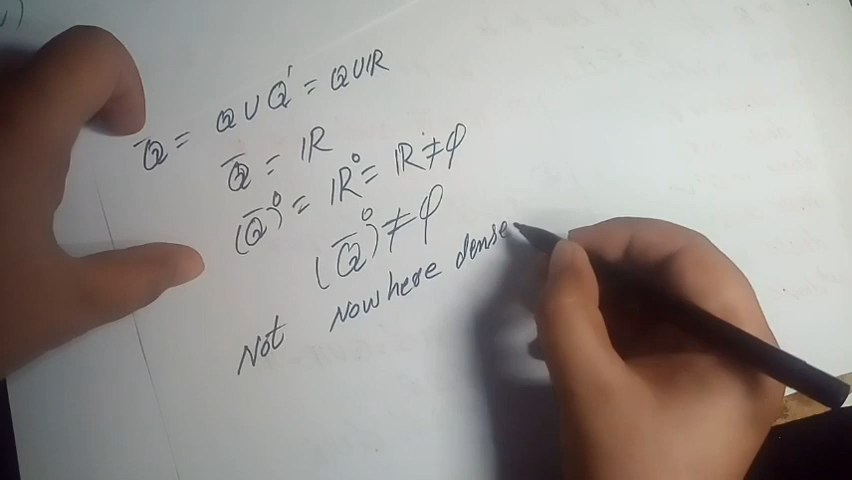 Q̅ = Q ∪ Q' = Q ∪ ℝ
Q̅ = ℝ
(Q̅)° = ℝ° = ℝ ≠ φ
(Q̅)° ≠ φ
Not Nowhere dense